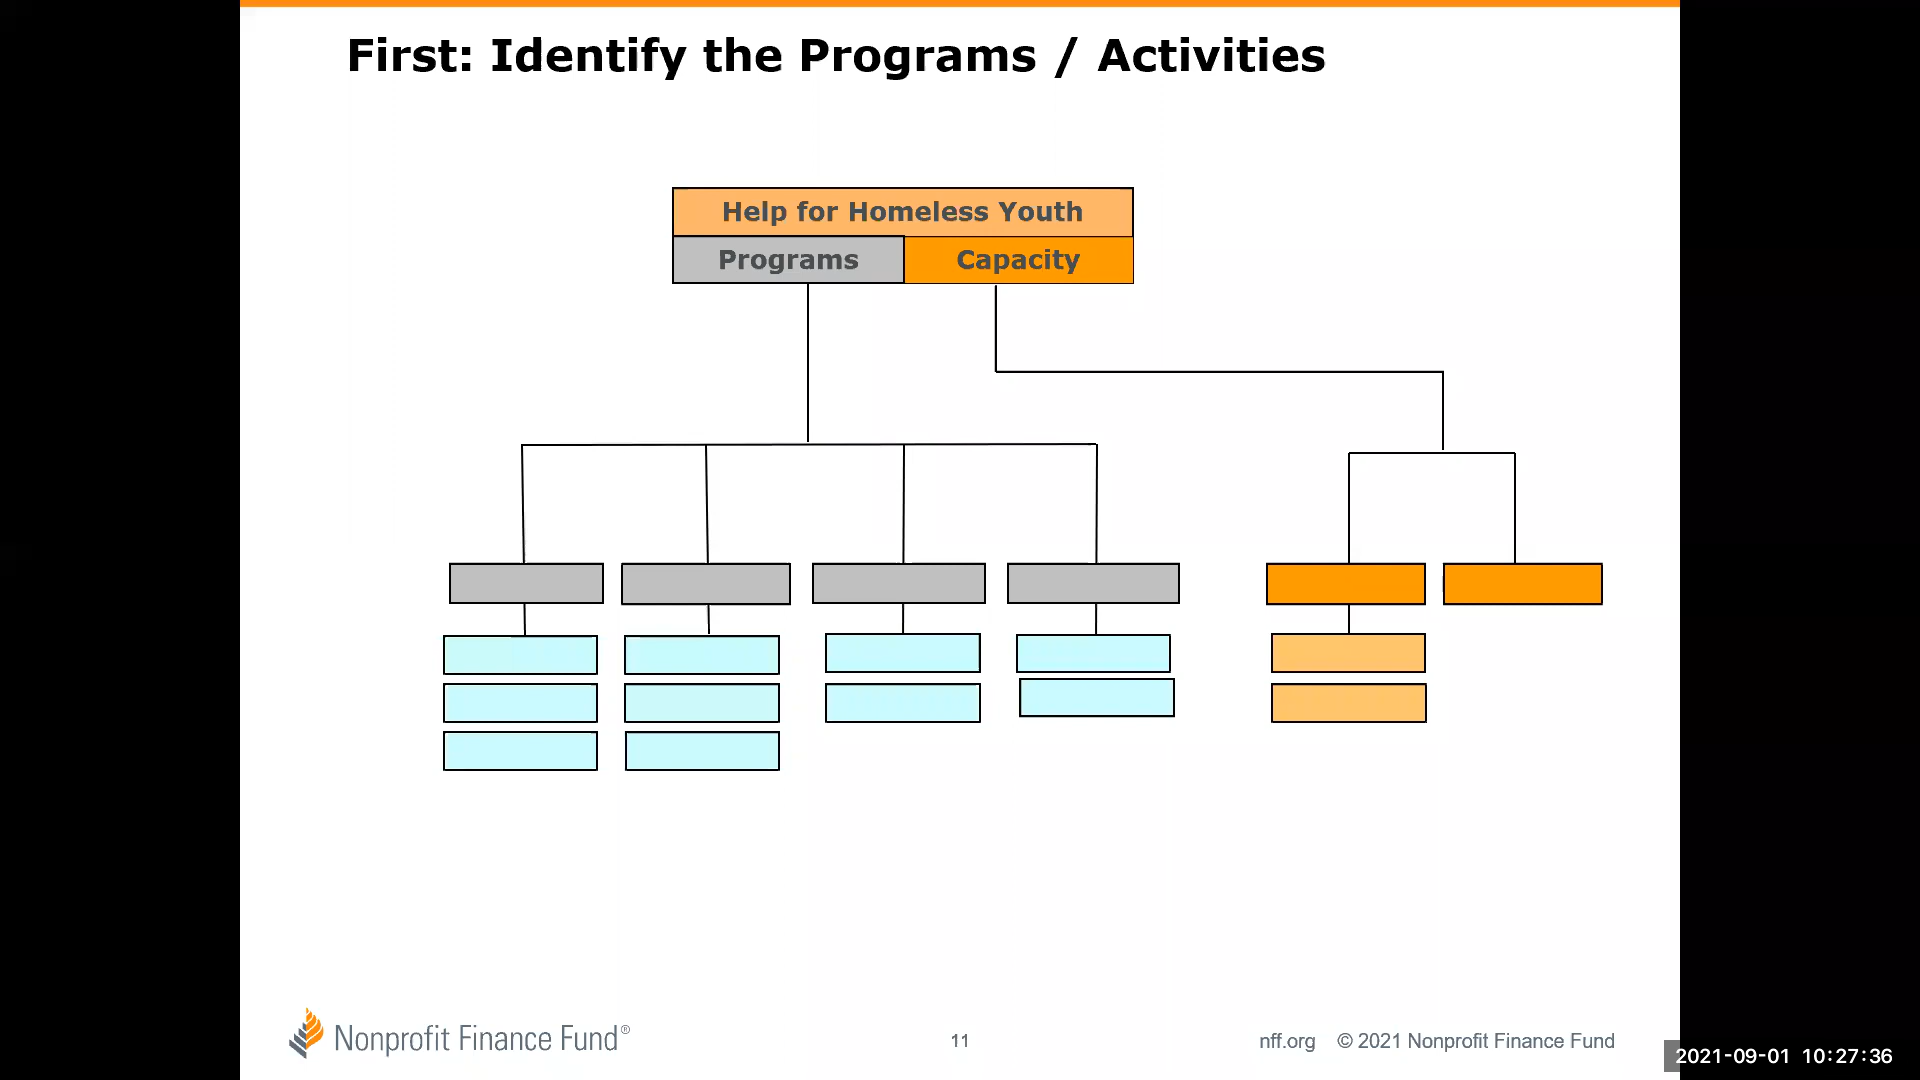 First: Identify the Programs / Activities
Help for Homeless Youth
Programs
Capacity
Nonprofit Finance Fund®
11
nff.org © 2021 Nonprofit Finance Fund
2021-09-01 10:27:36